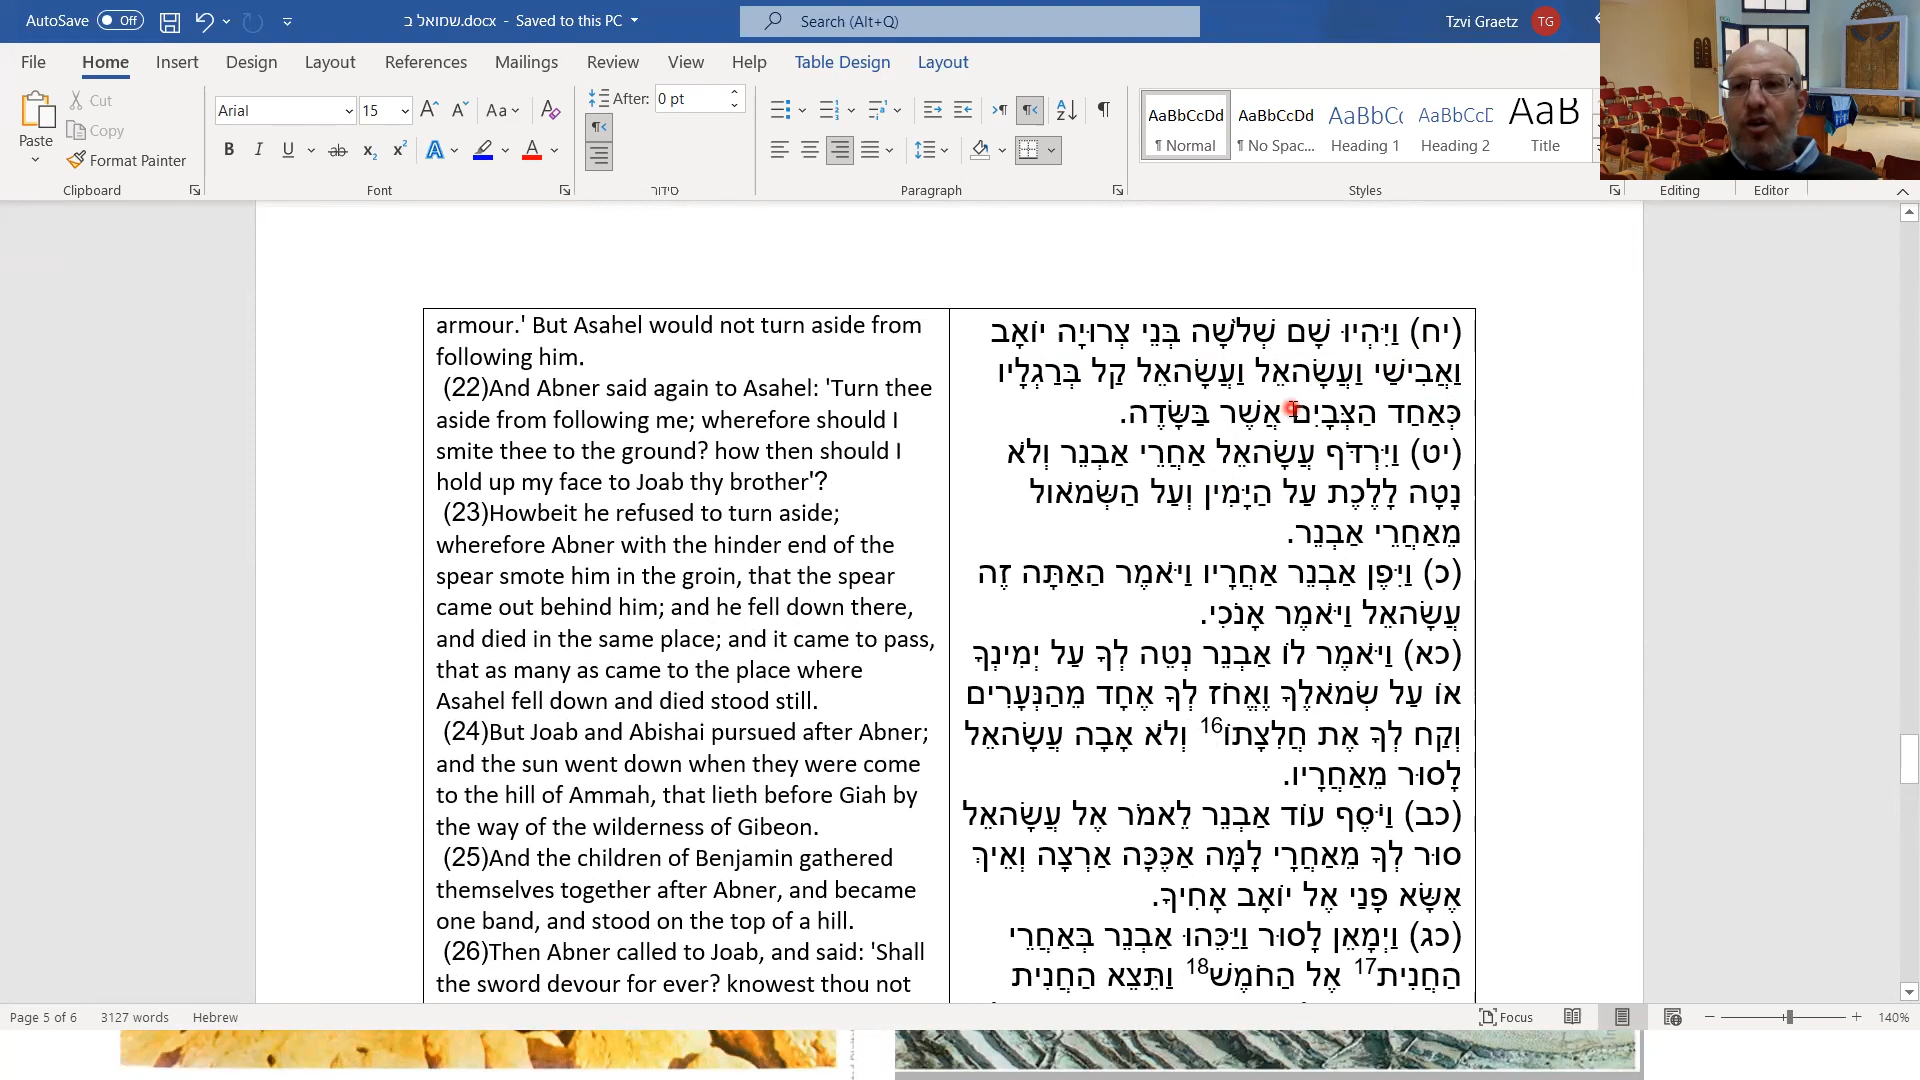 AutoSave Off
שמואל ב.docx - Saved to this PC
Search (Alt+Q)
Tzvi Graetz TG
File Home Insert Design Layout References Mailings Review View Help Table Design Layout
Paste
Cut
Copy
Format Painter
Clipboard
Arial 15
Font
After: 0 pt
סידור
Paragraph
AaBbCcDd AaBbCcDd AaBbCc AaBbCcD AaB
¶ Normal ¶ No Spac... Heading 1 Heading 2 Title
Styles
Editing
Editor
armour.' But Asahel would not turn aside from
following him.
(22)And Abner said again to Asahel: 'Turn thee
aside from following me; wherefore should I
smite thee to the ground? how then should I
hold up my face to Joab thy brother'?
(23)Howbeit he refused to turn aside;
wherefore Abner with the hinder end of the
spear smote him in the groin, that the spear
came out behind him; and he fell down there,
and died in the same place; and it came to pass,
that as many as came to the place where
Asahel fell down and died stood still.
(24)But Joab and Abishai pursued after Abner;
and the sun went down when they were come
to the hill of Ammah, that lieth before Giah by
the way of the wilderness of Gibeon.
(25)And the children of Benjamin gathered
themselves together after Abner, and became
one band, and stood on the top of a hill.
(26)Then Abner called to Joab, and said: 'Shall
the sword devour for ever? knowest thou not
(יח) וַיִּהְיוּ שָׁם שְׁלֹשָׁה בְּנֵי צְרוּיָה יוֹאָב
וַאֲבִישַׁי וַעֲשָׂהאֵל וַעֲשָׂהאֵל קַל בְּרַגְלָיו
כְּאַחַד הַצְּבָיִם אֲשֶׁר בַּשָּׂדֶה.
(יט) וַיִּרְדֹּף עֲשָׂהאֵל אַחֲרֵי אַבְנֵר וְלֹא
נָטָה לָלֶכֶת עַל הַיָּמִין וְעַל הַשְּׂמֹאול
מֵאַחֲרֵי אַבְנֵר.
(כ) וַיִּפֶן אַבְנֵר אַחֲרָיו וַיֹּאמֶר הַאַתָּה זֶה
עֲשָׂהאֵל וַיֹּאמֶר אָנֹכִי.
(כא) וַיֹּאמֶר לוֹ אַבְנֵר נְטֵה לְךָ עַל יְמִינְךָ
אוֹ עַל שְׂמֹאלֶךָ וֶאֱחֹז לְךָ אֶחָד מֵהַנְּעָרִים
וְקַח לְךָ אֶת חֲלִצָתוֹ16 וְלֹא אָבָה עֲשָׂהאֵל
לָסוּר מֵאַחֲרָיו.
(כב) וַיֹּסֶף עוֹד אַבְנֵר לֵאמֹר אֶל עֲשָׂהאֵל
סוּר לְךָ מֵאַחֲרָי לָמָּה אַכֶּכָּה אַרְצָה וְאֵיךְ
אֶשָּׂא פָנַי אֶל יוֹאָב אָחִיךָ.
(כג) וַיְמָאֵן לָסוּר וַיַּכֵּהוּ אַבְנֵר בְּאַחֲרֵי
הַחֲנִית17 אֶל הַחֹמֶשׁ18 וַתֵּצֵא הַחֲנִית
Page 5 of 6 3127 words Hebrew
Focus
140%